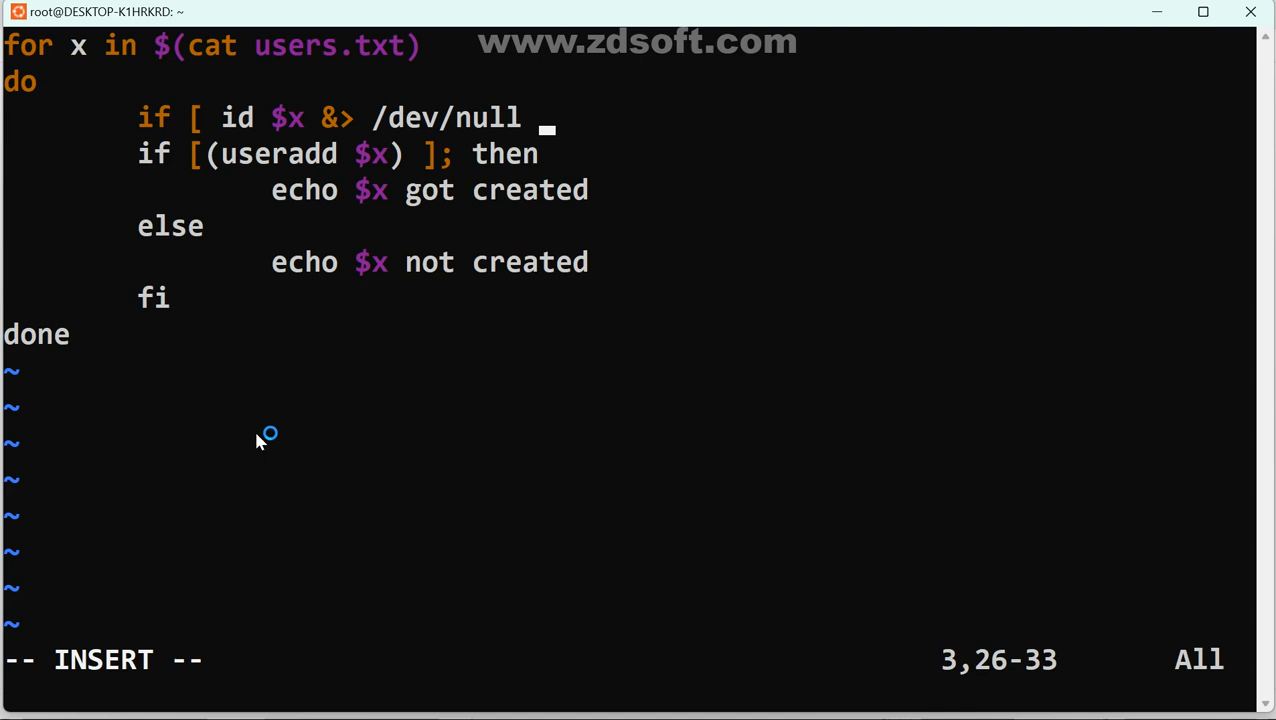 root@DESKTOP-K1HRKRD: ~
for x in $(cat users.txt)
www.zdsoft.com
do
        if [ id $x &> /dev/null
        if [(useradd $x) ]; then
                echo $x got created
        else
                echo $x not created
        fi
done
~
~
~
~
~
~
~
~
-- INSERT -- 3,26-33 All